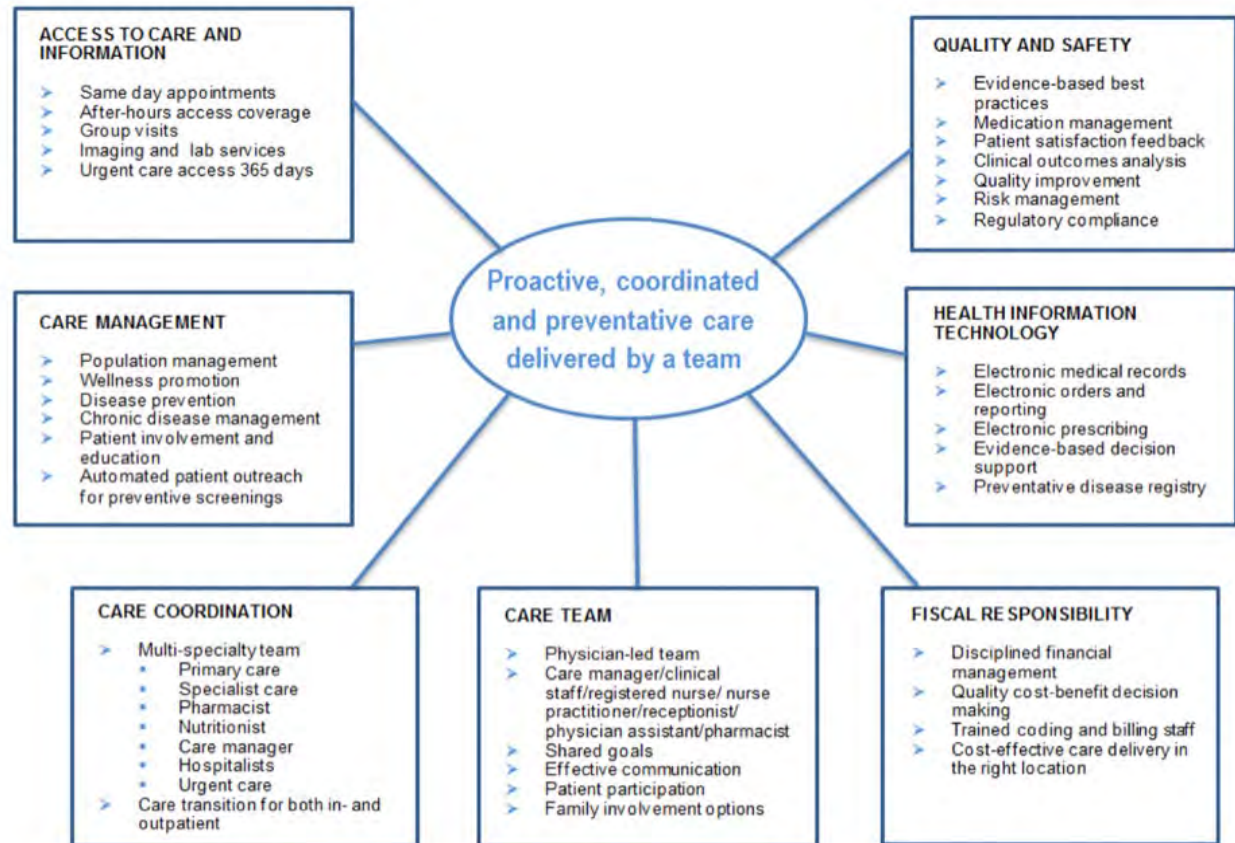 ACCESS TO CARE AND
INFORMATION
➤ Same day appointments
➤ After-hours access coverage
➤ Group visits
➤ Imaging and lab services
➤ Urgent care access 365 days
QUALITY AND SAFETY
➤ Evidence-based best
practices
➤ Medication management
➤ Patient satisfaction feedback
➤ Clinical outcomes analysis
➤ Quality improvement
➤ Risk management
➤ Regulatory compliance
Proactive, coordinated
and preventative care
delivered by a team
CARE MANAGEMENT
➤ Population management
➤ Wellness promotion
➤ Disease prevention
➤ Chronic disease management
➤ Patient involvement and
education
➤ Automated patient outreach
for preventive screenings
HEALTH INFORMATION
TECHNOLOGY
➤ Electronic medical records
➤ Electronic orders and
reporting
➤ Electronic prescribing
➤ Evidence-based decision
support
➤ Preventative disease registry
CARE COORDINATION
➤ Multi-specialty team
▪ Primary care
▪ Specialist care
▪ Pharmacist
▪ Nutritionist
▪ Care manager
▪ Hospitalists
▪ Urgent care
➤ Care transition for both in- and
outpatient
CARE TEAM
➤ Physician-led team
➤ Care manager/clinical
staff/registered nurse/ nurse
practitioner/receptionist/
physician assistant/pharmacist
➤ Shared goals
➤ Effective communication
➤ Patient participation
➤ Family involvement options
FISCAL RESPONSIBILITY
➤ Disciplined financial
management
➤ Quality cost-benefit decision
making
➤ Trained coding and billing staff
➤ Cost-effective care delivery in
the right location